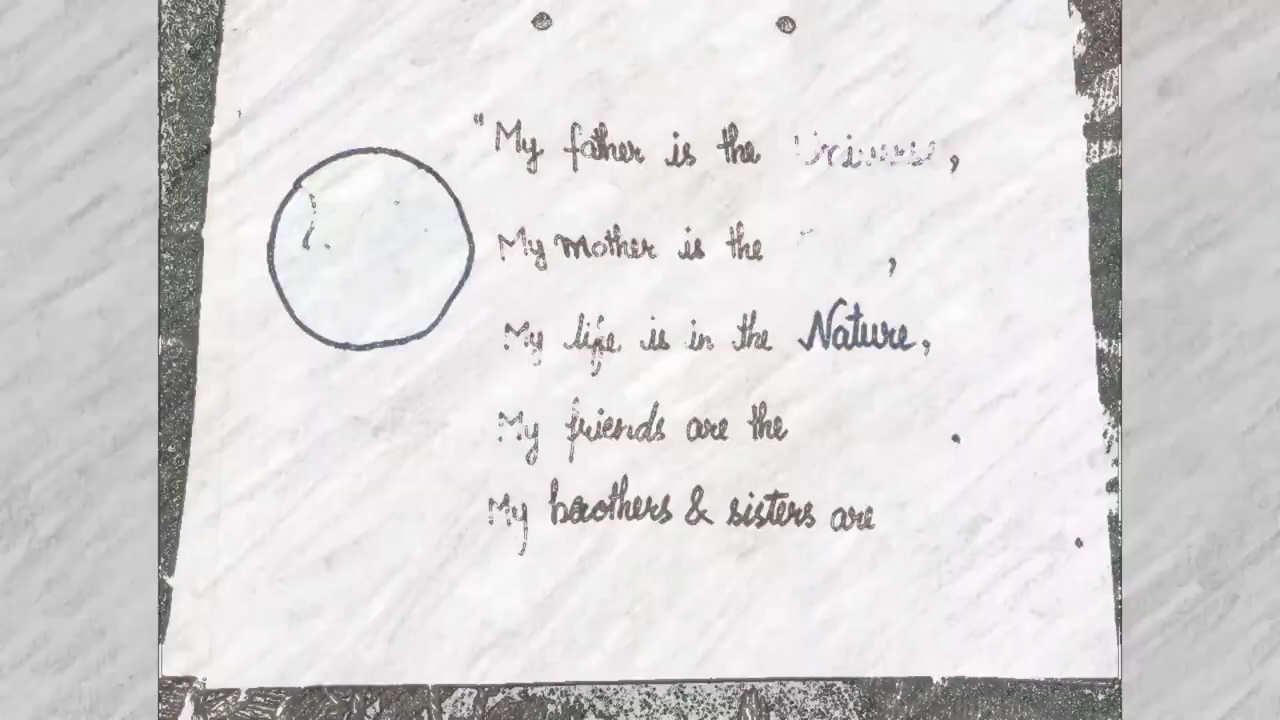 "My father is the Universe,
My mother is the ,
My life is in the Nature,
My friends are the .
My brothers & sisters are